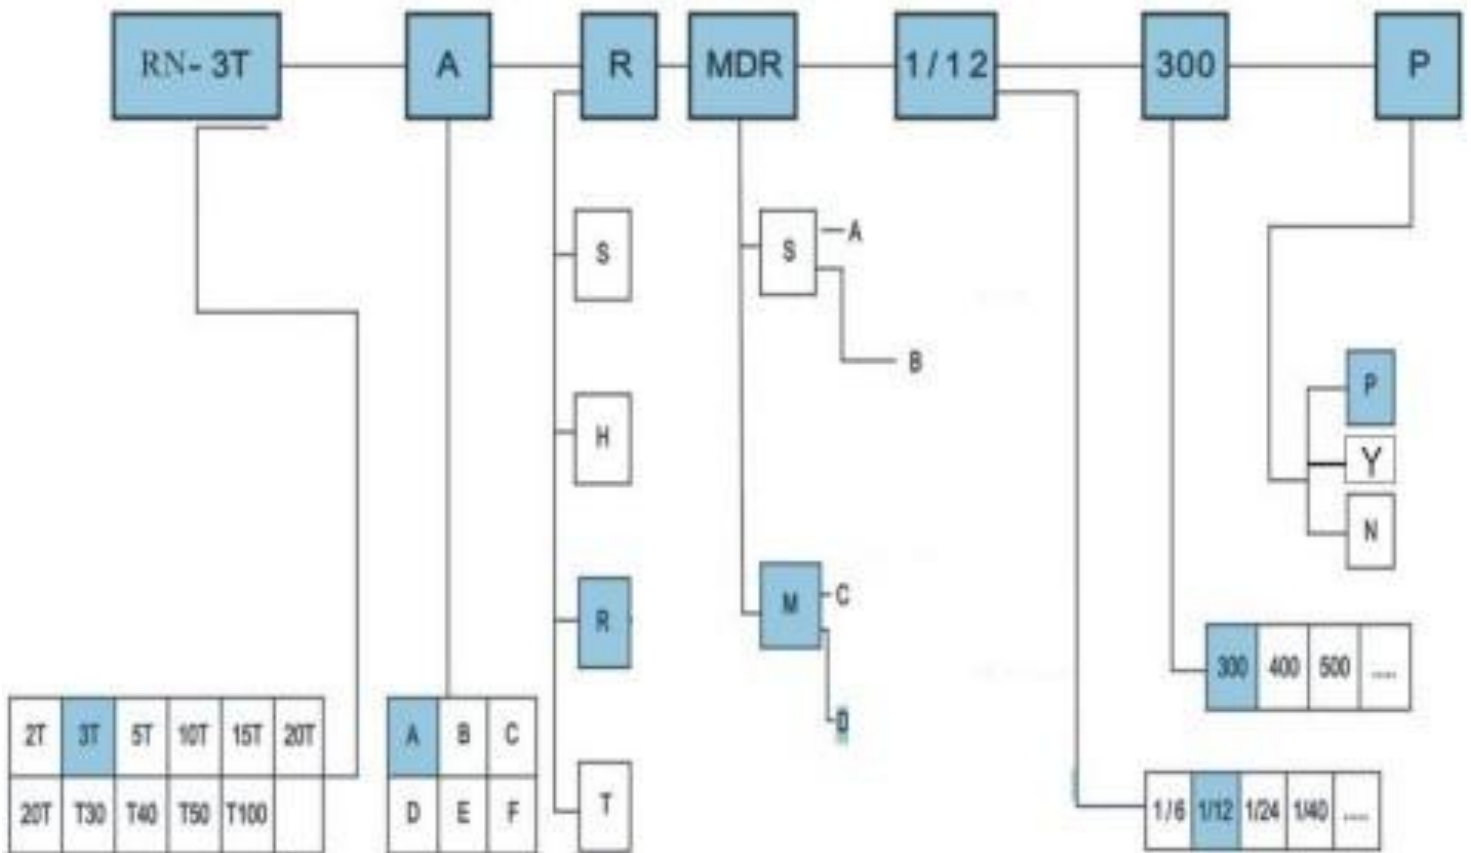 RN- 3T A R MDR 1/12 300 P
S
S
A
B
H
P
Y
N
R
M
C
D
300 400 500 ....
2T 3T 5T 10T 15T 20T
20T T30 T40 T50 T100
A B C
D E F
T
1/6 1/12 1/24 1/40 ....